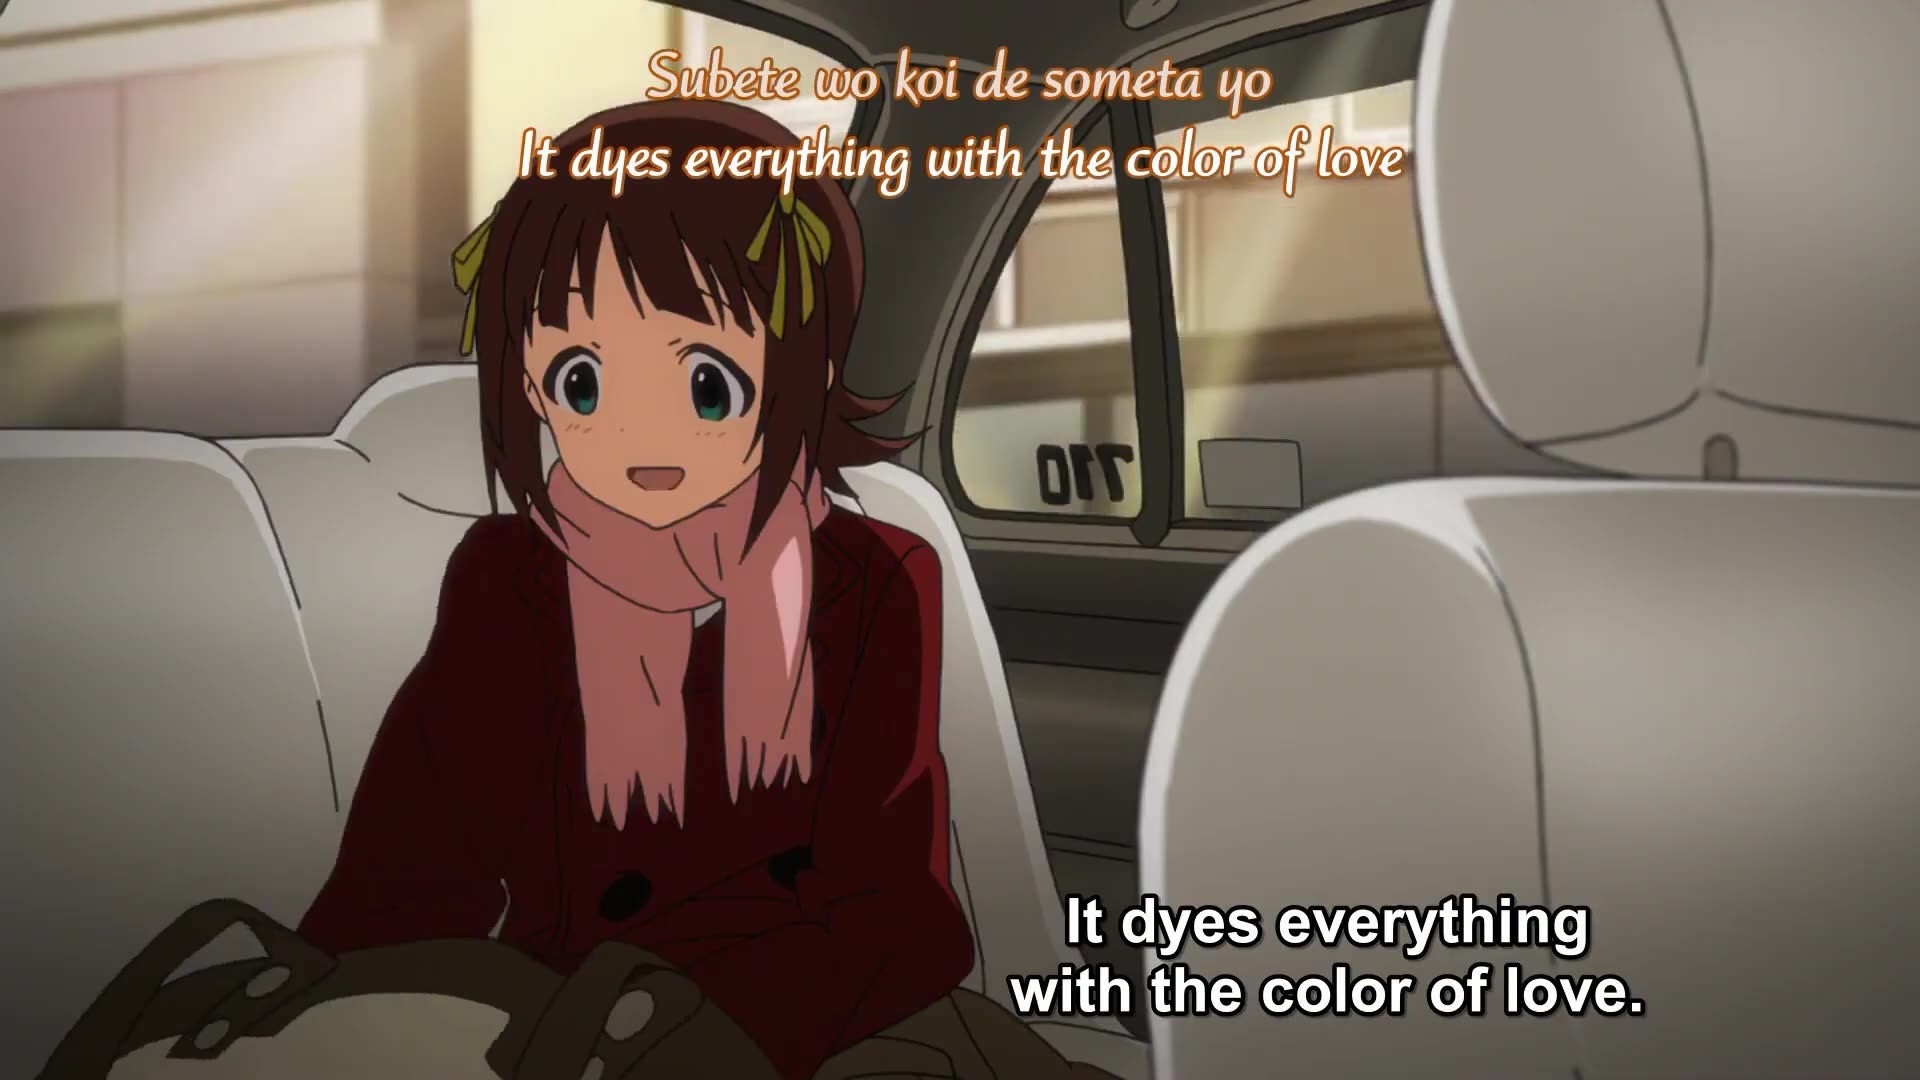 Subete wo koi de someta yo
It dyes everything with the color of love
710
It dyes everything
with the color of love.